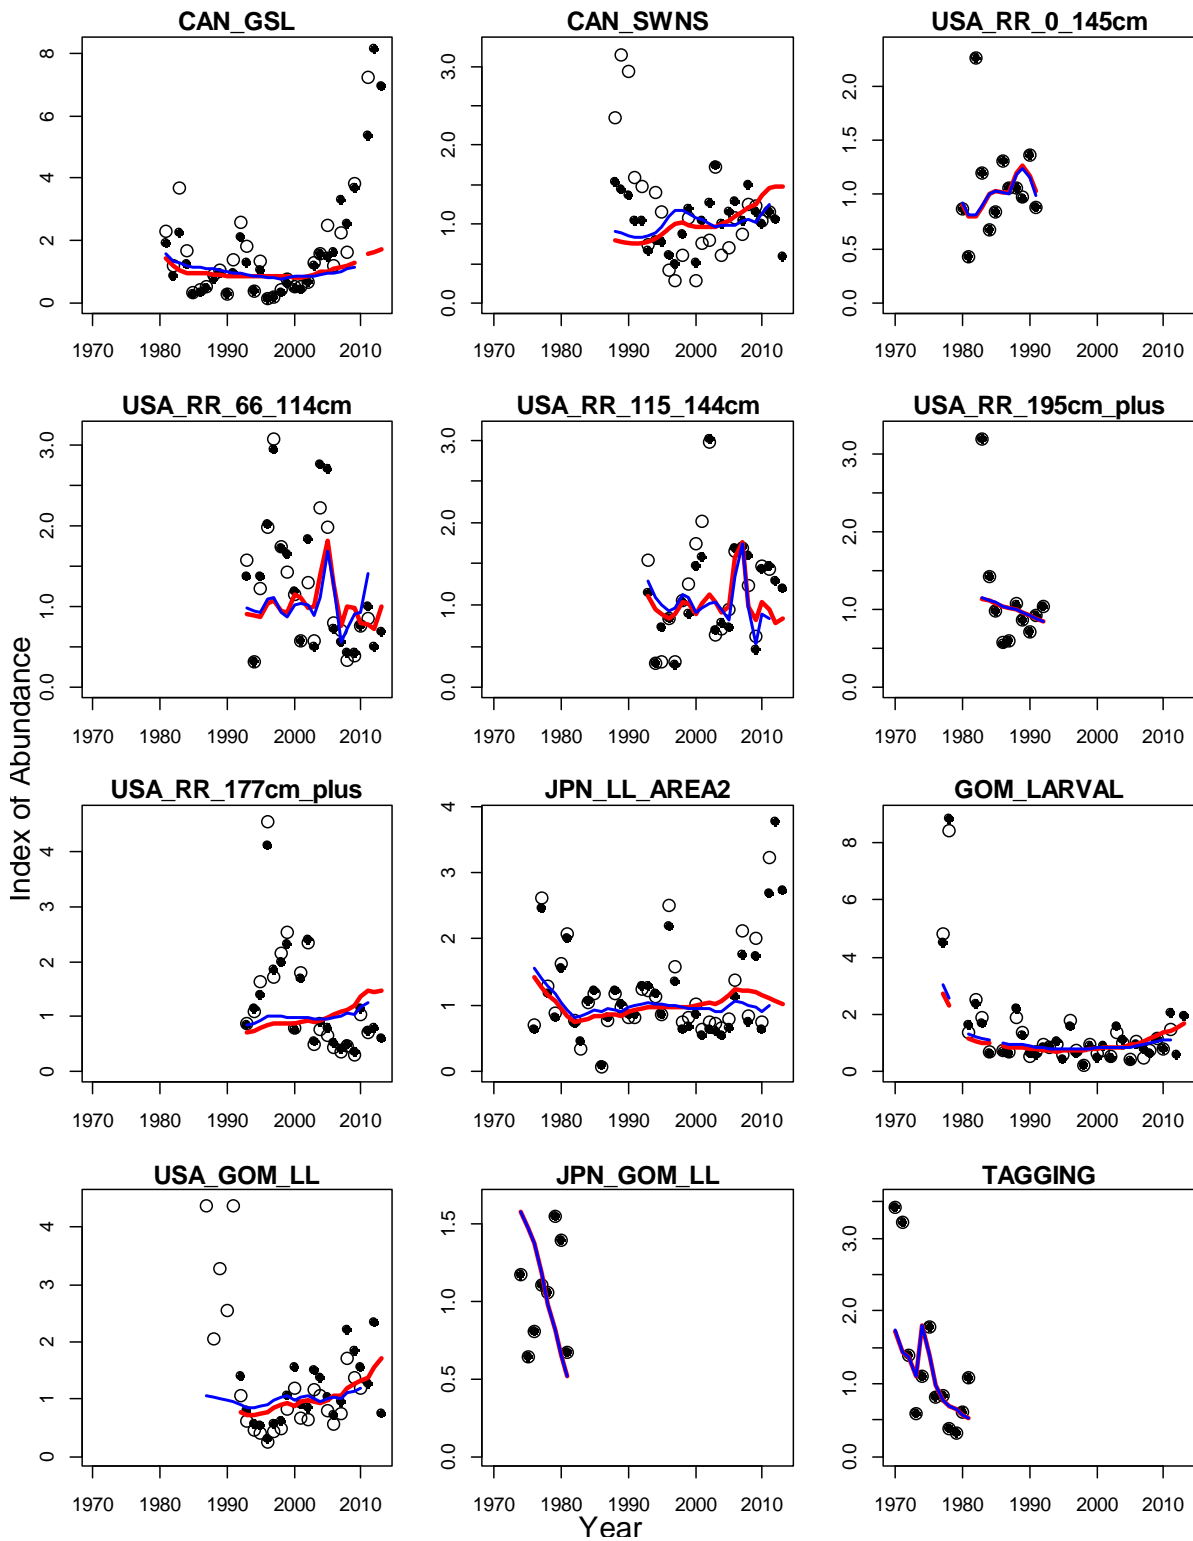 CAN_GSL
0 2 4 6 8
1970 1980 1990 2000 2010
CAN_SWNS
0.0 1.0 2.0 3.0
1970 1980 1990 2000 2010
USA_RR_0_145cm
0.0 0.5 1.0 1.5 2.0
1970 1980 1990 2000 2010
USA_RR_66_114cm
0.0 1.0 2.0 3.0
1970 1980 1990 2000 2010
USA_RR_115_144cm
0.0 1.0 2.0 3.0
1970 1980 1990 2000 2010
USA_RR_195cm_plus
0.0 1.0 2.0 3.0
1970 1980 1990 2000 2010
Index of Abundance
USA_RR_177cm_plus
0 1 2 3 4
1970 1980 1990 2000 2010
JPN_LL_AREA2
0 1 2 3 4
1970 1980 1990 2000 2010
GOM_LARVAL
0 2 4 6 8
1970 1980 1990 2000 2010
USA_GOM_LL
0 1 2 3 4
1970 1980 1990 2000 2010
JPN_GOM_LL
0.0 0.5 1.0 1.5
1970 1980 1990 2000 2010
TAGGING
0.0 1.0 2.0 3.0
1970 1980 1990 2000 2010
Year